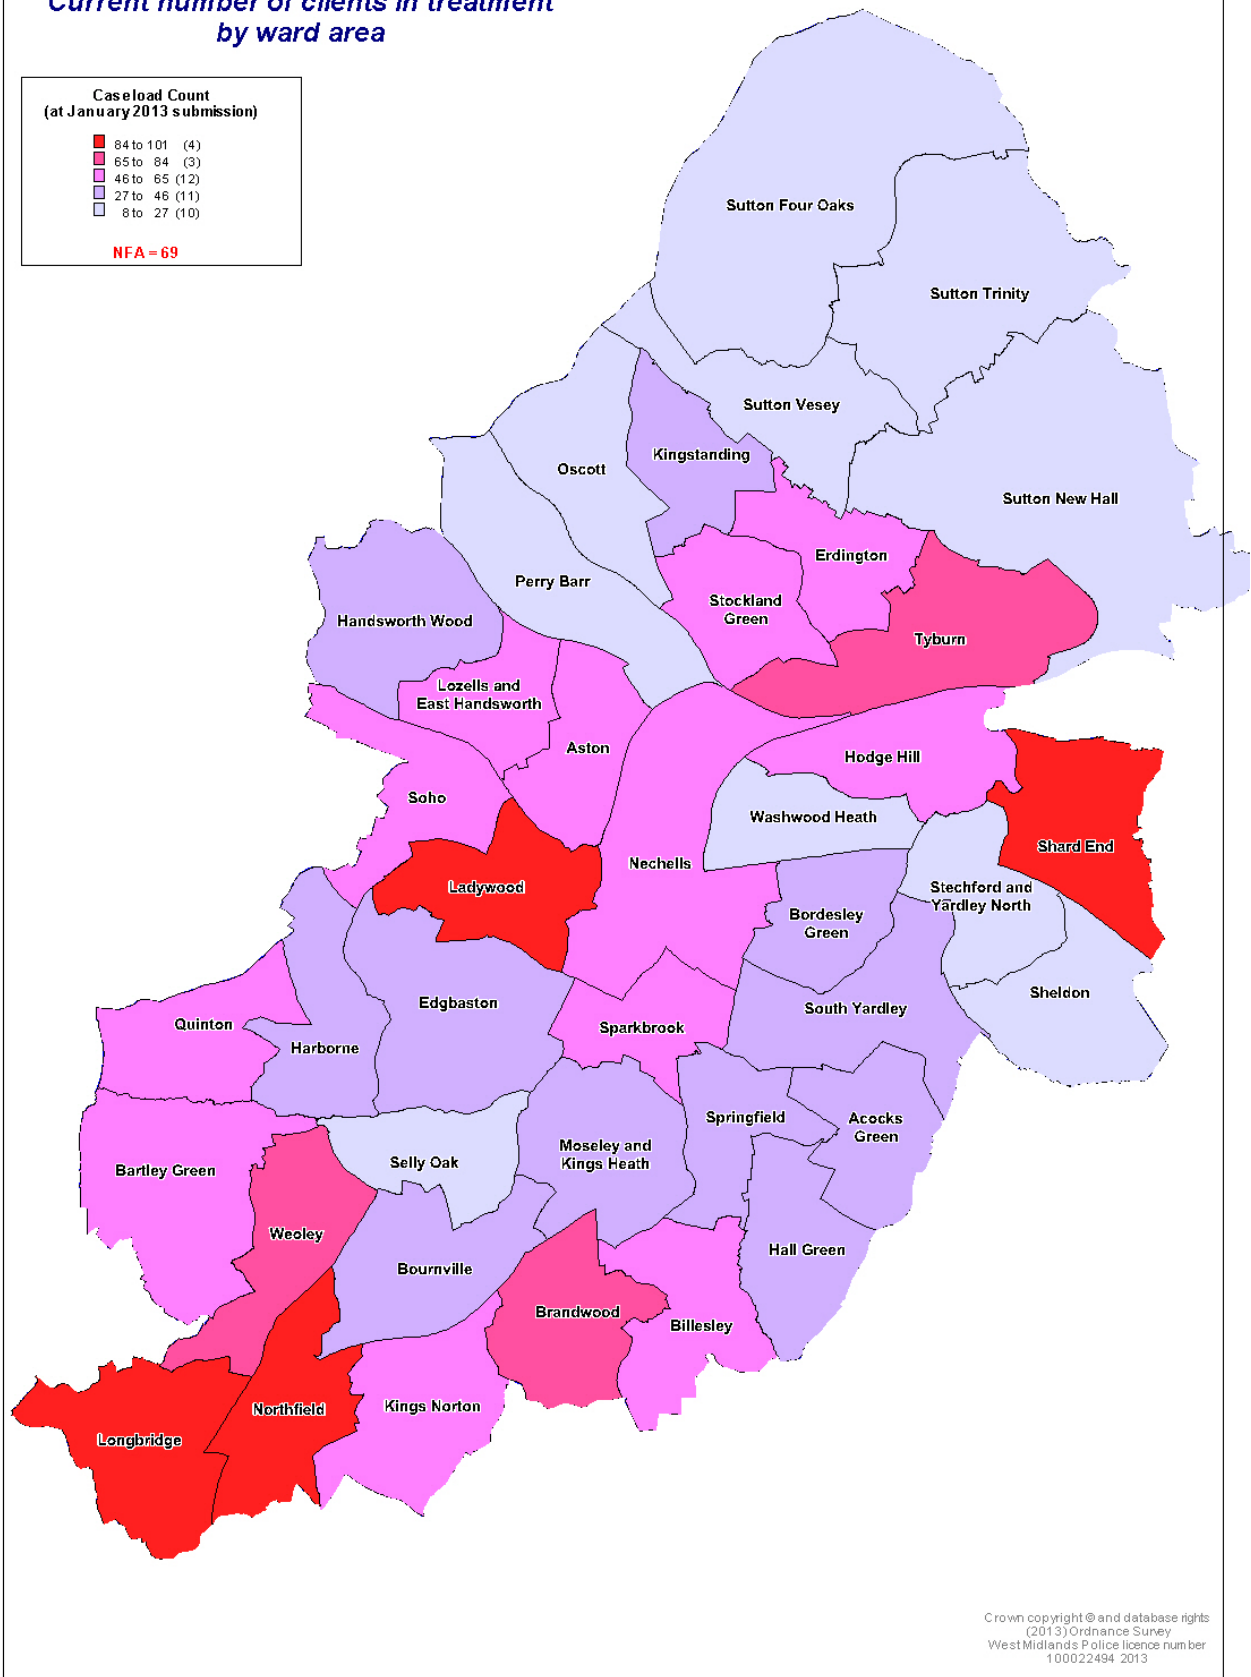 Current number of clients in treatment
by ward area
Caseload Count
(at January 2013 submission)
84 to 101 (4)
65 to 84 (3)
46 to 65 (12)
27 to 46 (11)
8 to 27 (10)
NFA = 69
Sutton Four Oaks
Sutton Trinity
Sutton Vesey
Kingstanding
Oscott
Sutton New Hall
Erdington
Perry Barr
Stockland
Green
Handsworth Wood
Tyburn
Lozells and
East Handsworth
Aston
Hodge Hill
Soho
Washwood Heath
Shard End
Nechells
Ladywood
Stechford and
Yardley North
Bordesley
Green
Sheldon
Edgbaston
South Yardley
Quinton
Sparkbrook
Harborne
Springfield
Acocks
Green
Moseley and
Kings Heath
Selly Oak
Bartley Green
Weoley
Hall Green
Bournville
Brandwood
Billesley
Kings Norton
Northfield
Longbridge
Crown copyright © and database rights
(2013) Ordnance Survey
West Midlands Police licence number
100022494 2013